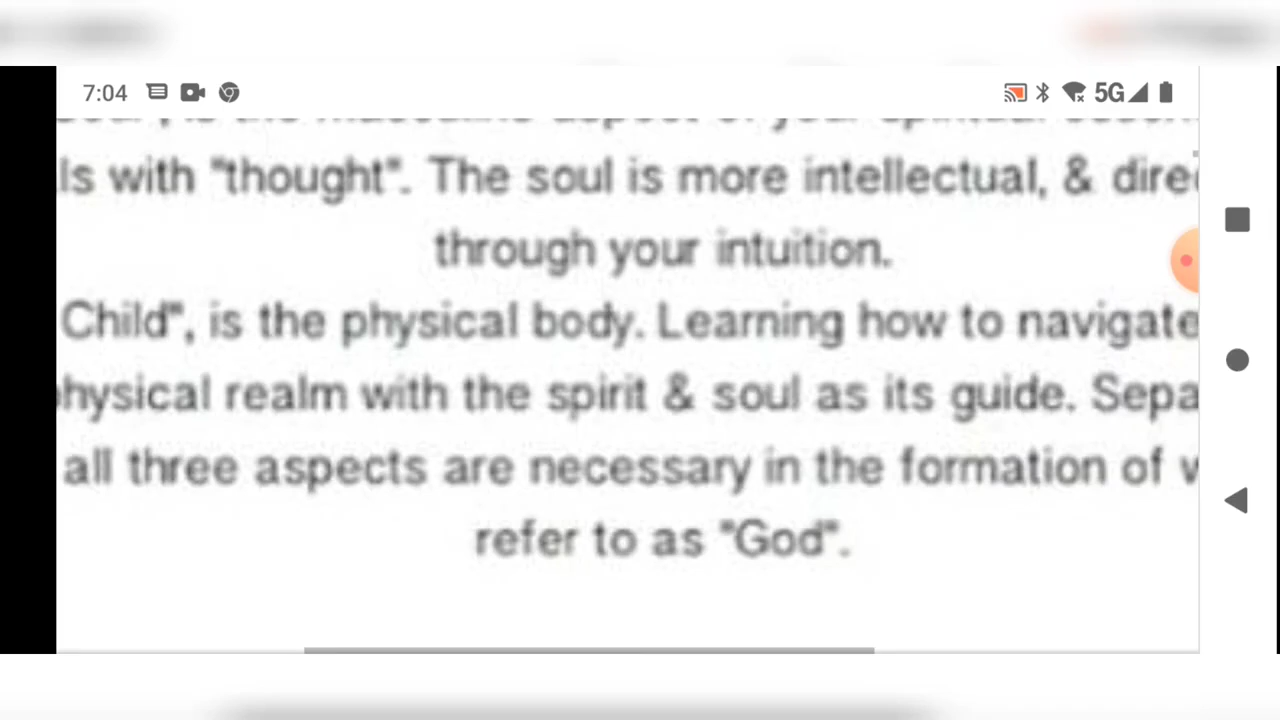 7:04 5G
ls with "thought". The soul is more intellectual, & dire
through your intuition.
Child", is the physical body. Learning how to navigate
physical realm with the spirit & soul as its guide. Sepa
all three aspects are necessary in the formation of
refer to as "God".